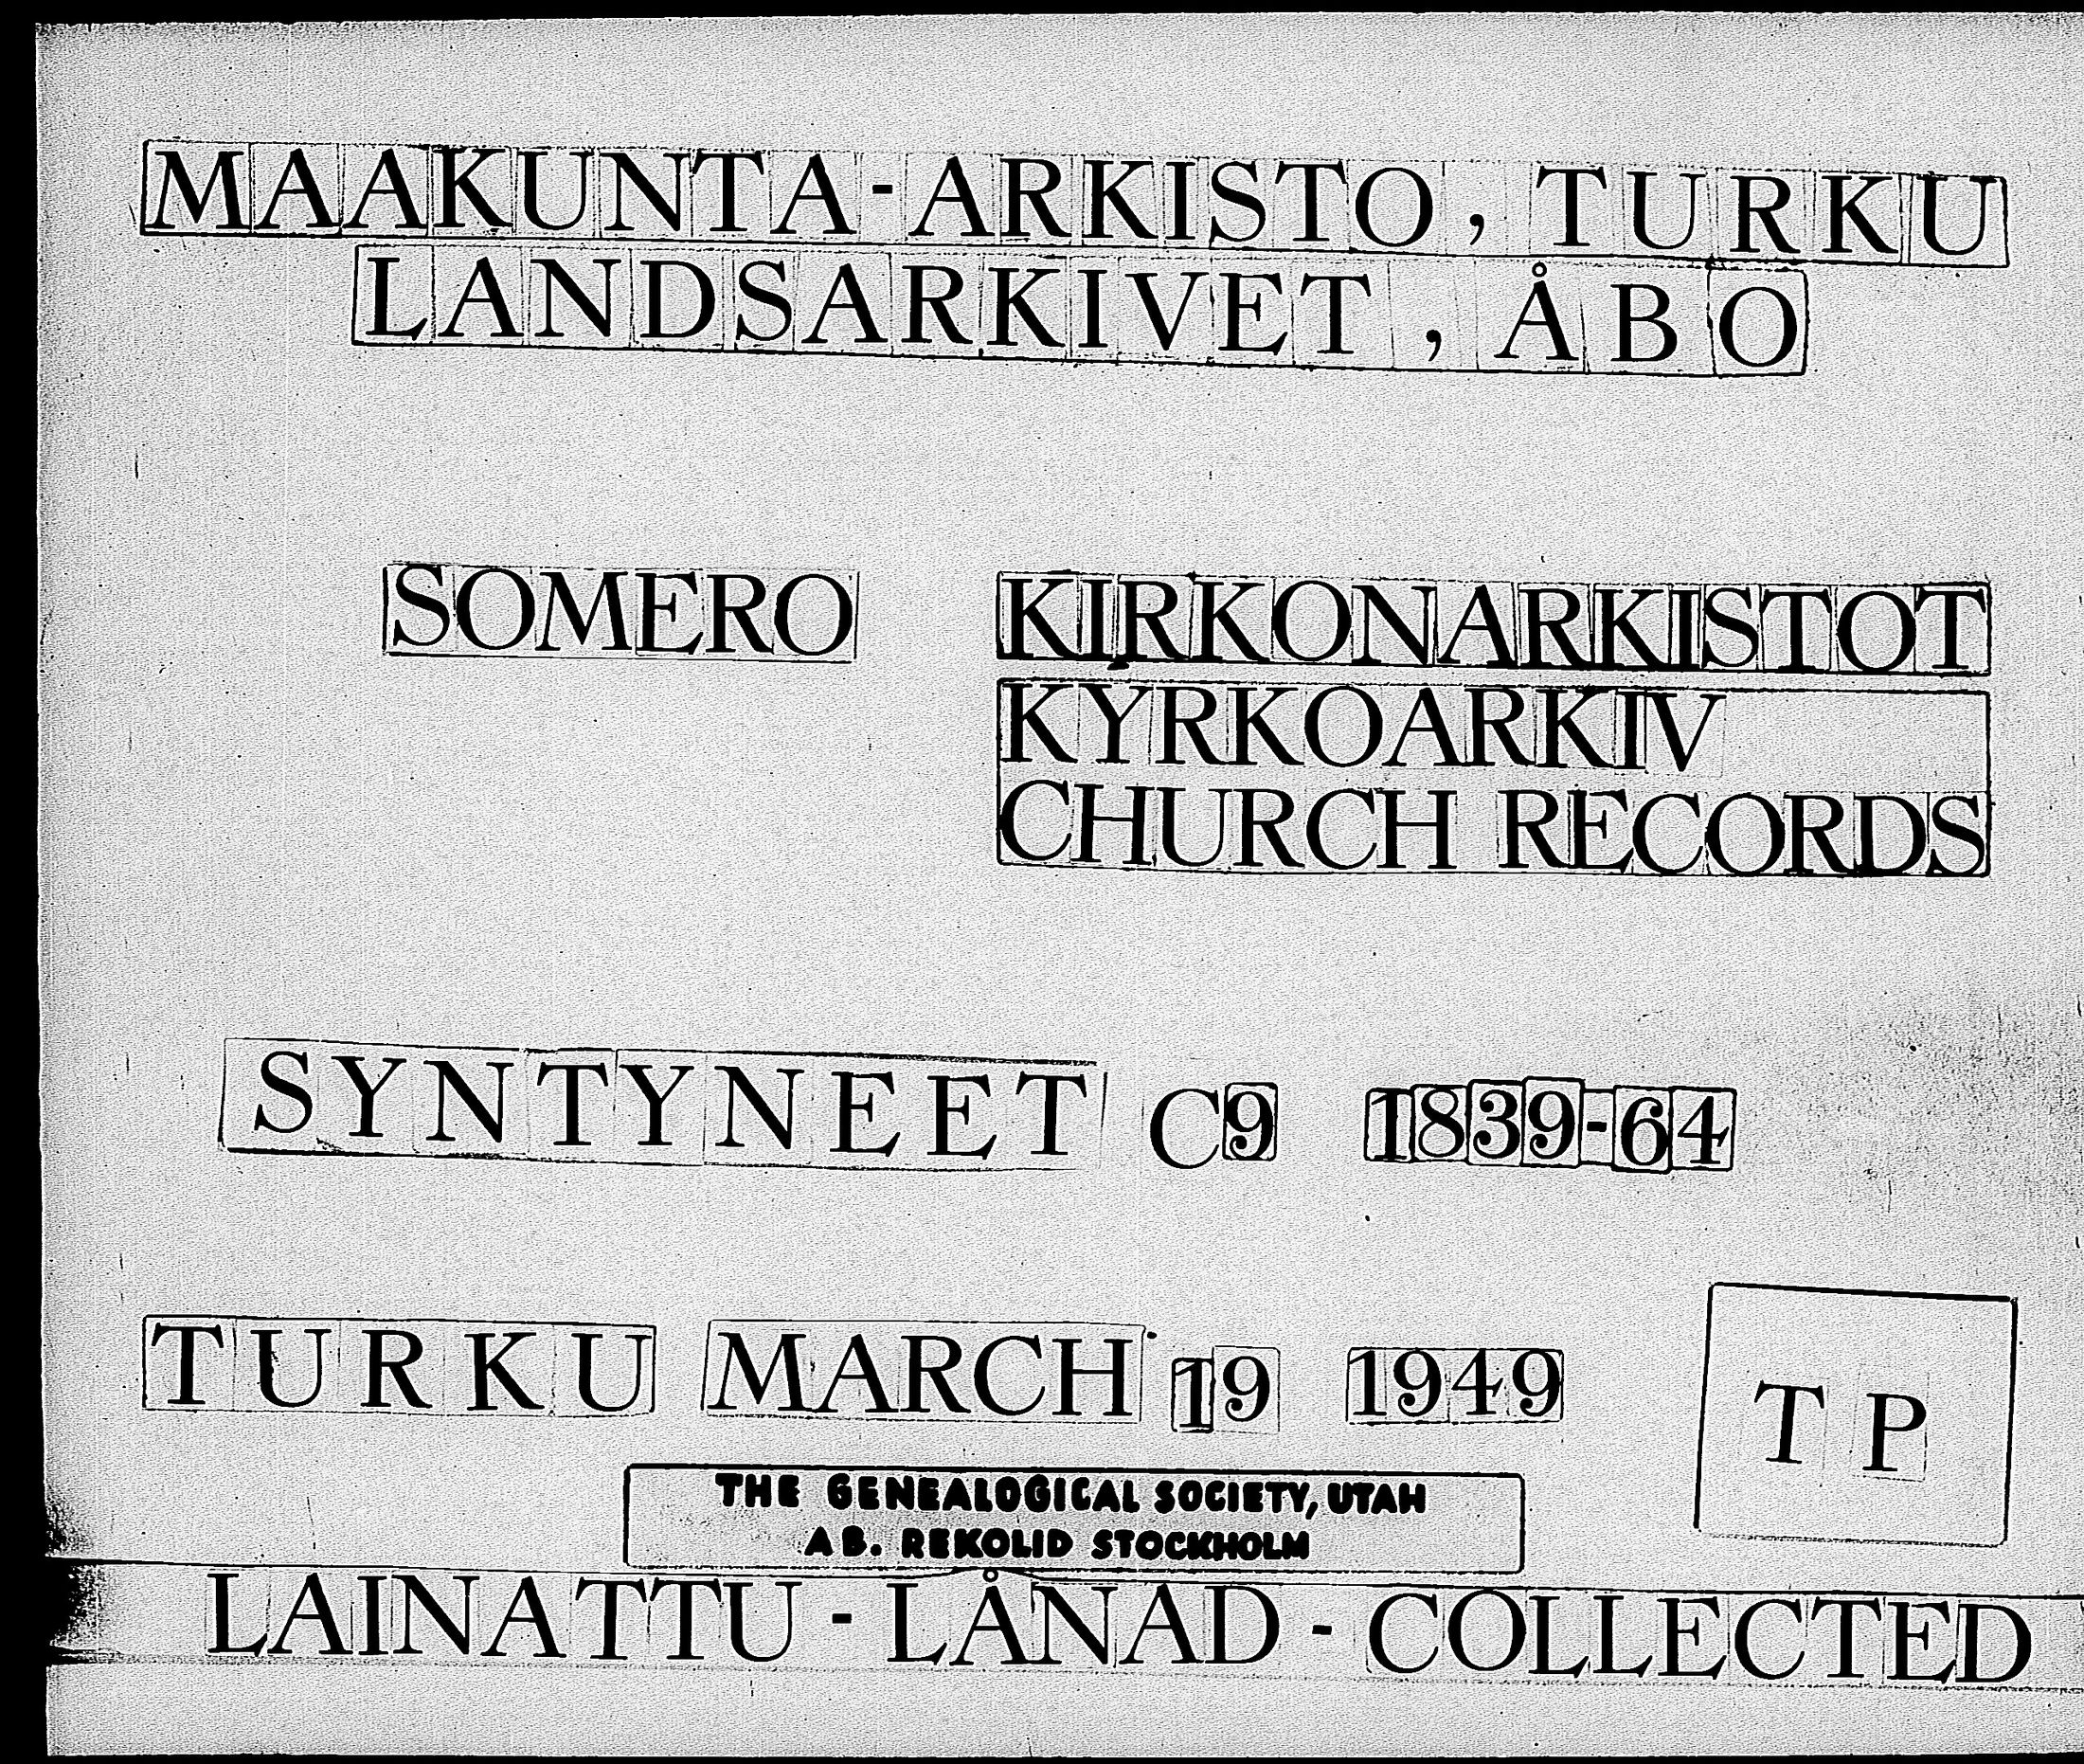 MAAKUNTA-ARKISTO, TURKU
LANDSARKIVET, ÅBO
SOMERO KIRKONARKISTOT
KYRKOARKIV
CHURCH RECORDS
SYNTYNEET C9 1839-64
TURKU MARCH 19 1949
TP
THE GENEALOGICAL SOCIETY, UTAH
AB. REKOLID STOCKHOLM
LAINATTU - LÅNAD - COLLECTED